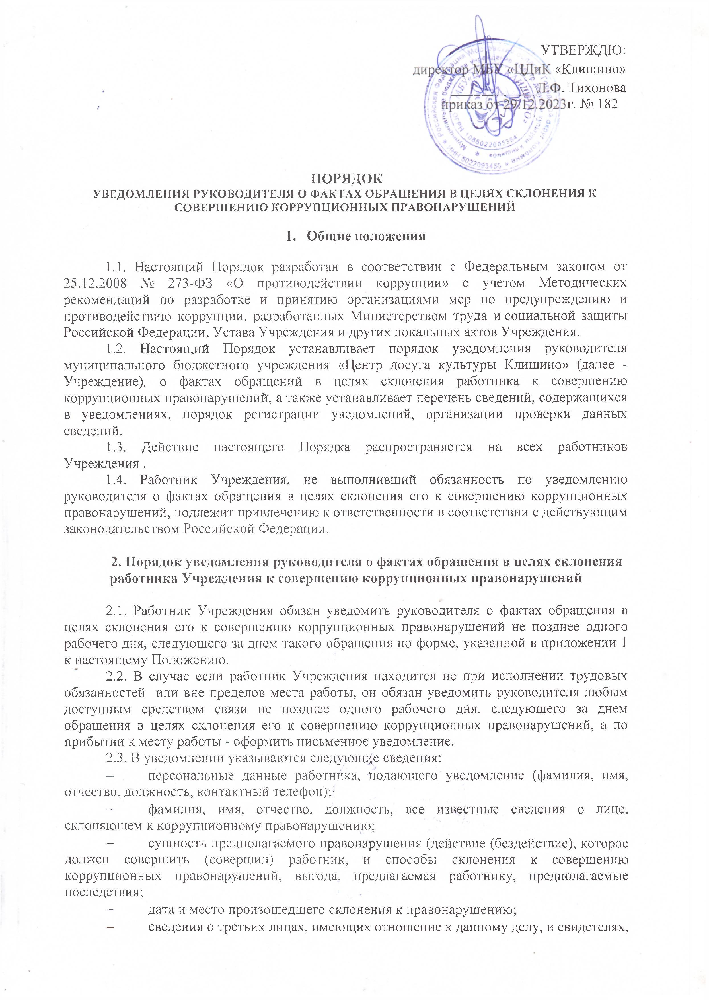 УТВЕРЖДЮ:
директор МБУ «ЦДиК «Клишино»
____________Л.Ф. Тихонова
приказ от 29.12.2023г. № 182
МБУ «ЦДиК «КЛИШИНО»
ОГРН 1085022005364
ИНН 5022093455
ПОРЯДОК
УВЕДОМЛЕНИЯ РУКОВОДИТЕЛЯ О ФАКТАХ ОБРАЩЕНИЯ В ЦЕЛЯХ СКЛОНЕНИЯ К
СОВЕРШЕНИЮ КОРРУПЦИОННЫХ ПРАВОНАРУШЕНИЙ
1. Общие положения
1.1. Настоящий Порядок разработан в соответствии с Федеральным законом от
25.12.2008 № 273-ФЗ «О противодействии коррупции» с учетом Методических
рекомендаций по разработке и принятию организациями мер по предупреждению и
противодействию коррупции, разработанных Министерством труда и социальной защиты
Российской Федерации, Устава Учреждения и других локальных актов Учреждения.
1.2. Настоящий Порядок устанавливает порядок уведомления руководителя
муниципального бюджетного учреждения «Центр досуга культуры Клишино» (далее -
Учреждение), о фактах обращений в целях склонения работника к совершению
коррупционных правонарушений, а также устанавливает перечень сведений, содержащихся
в уведомлениях, порядок регистрации уведомлений, организации проверки данных
сведений.
1.3. Действие настоящего Порядка распространяется на всех работников
Учреждения .
1.4. Работник Учреждения, не выполнивший обязанность по уведомлению
руководителя о фактах обращения в целях склонения его к совершению коррупционных
правонарушений, подлежит привлечению к ответственности в соответствии с действующим
законодательством Российской Федерации.
2. Порядок уведомления руководителя о фактах обращения в целях склонения
работника Учреждения к совершению коррупционных правонарушений
2.1. Работник Учреждения обязан уведомить руководителя о фактах обращения в
целях склонения его к совершению коррупционных правонарушений не позднее одного
рабочего дня, следующего за днем такого обращения по форме, указанной в приложении 1
к настоящему Положению.
2.2. В случае если работник Учреждения находится не при исполнении трудовых
обязанностей или вне пределов места работы, он обязан уведомить руководителя любым
доступным средством связи не позднее одного рабочего дня, следующего за днем
обращения в целях склонения его к совершению коррупционных правонарушений, а по
прибытии к месту работы - оформить письменное уведомление.
2.3. В уведомлении указываются следующие сведения:
– персональные данные работника, подающего уведомление (фамилия, имя,
отчество, должность, контактный телефон);
– фамилия, имя, отчество, должность, все известные сведения о лице,
склоняющем к коррупционному правонарушению;
– сущность предполагаемого правонарушения (действие (бездействие), которое
должен совершить (совершил) работник, и способы склонения к совершению
коррупционных правонарушений, выгода, предлагаемая работнику, предполагаемые
последствия;
– дата и место произошедшего склонения к правонарушению;
– сведения о третьих лицах, имеющих отношение к данному делу, и свидетелях,